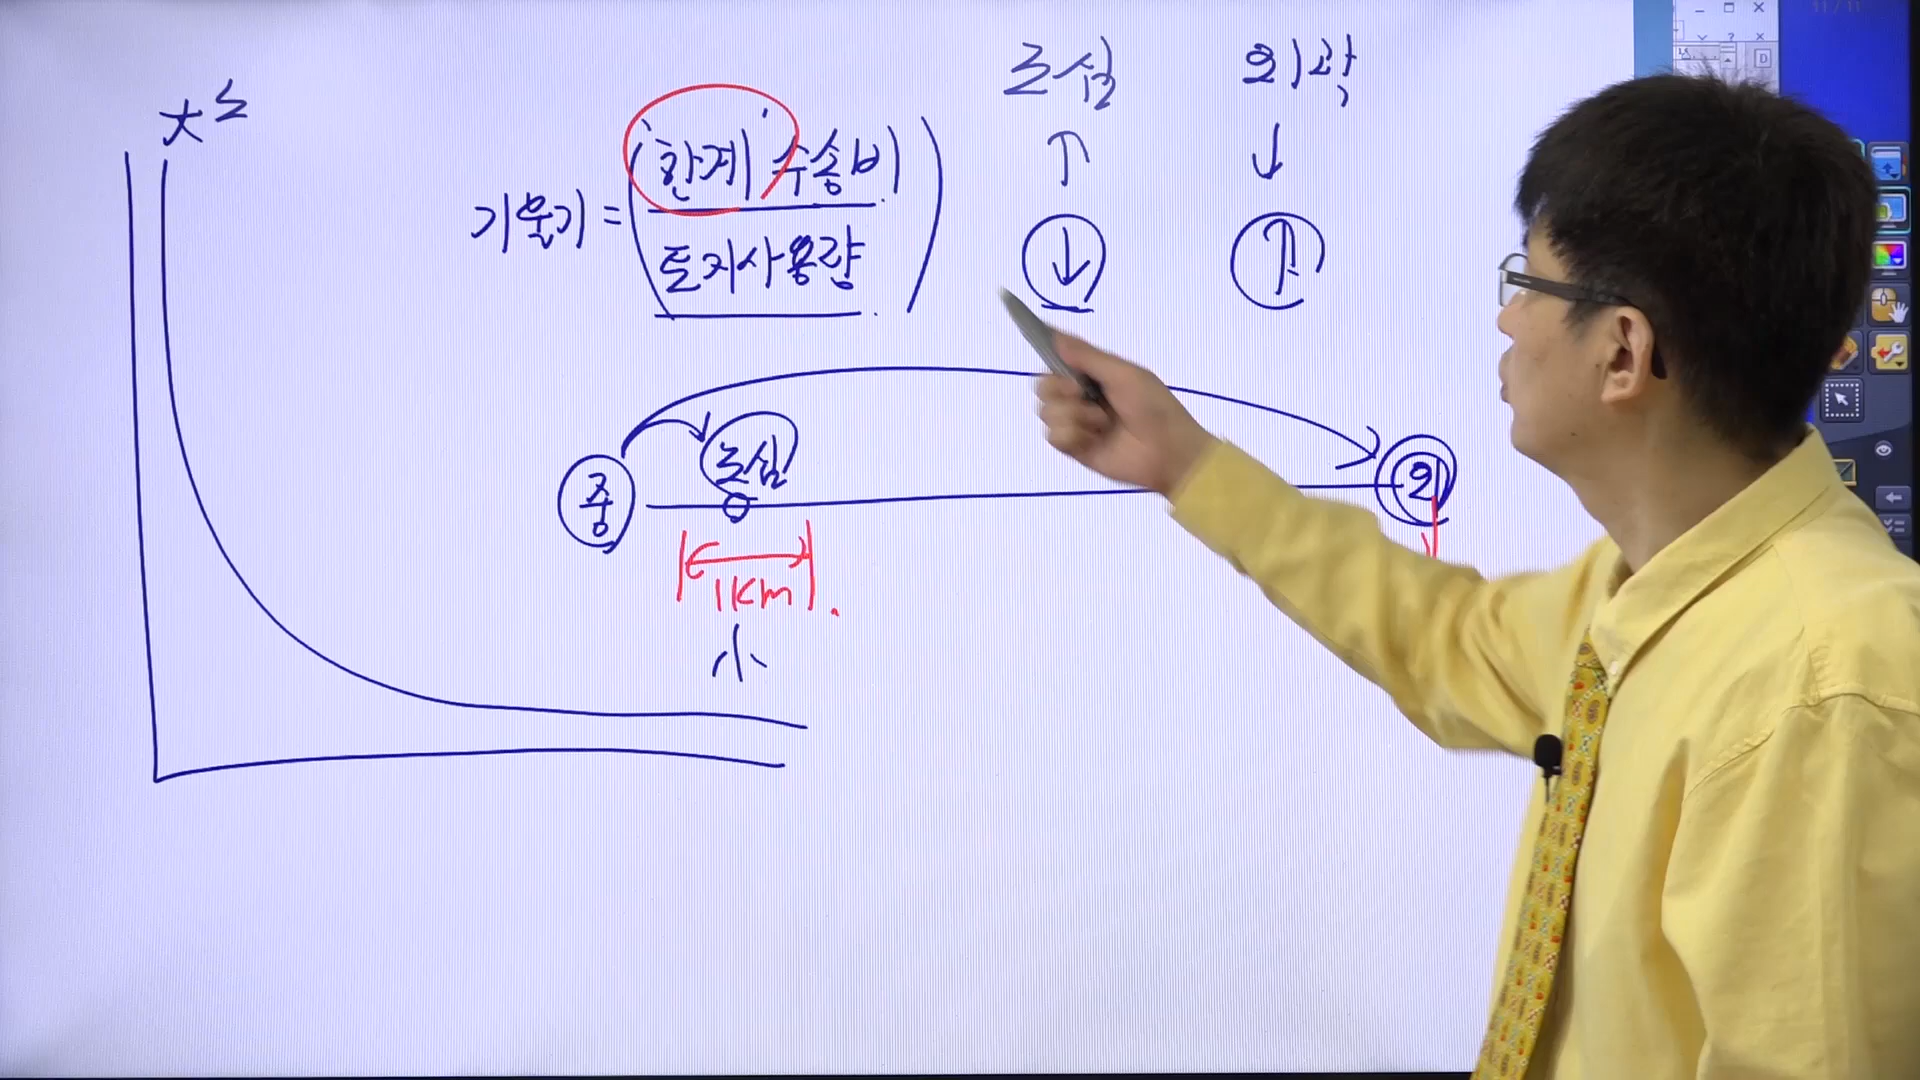 도심 외곽
大
기울기 = (한계 수송비
토지사용량)
↑ ↓
↓ ↑
중 도심 외
1km
小